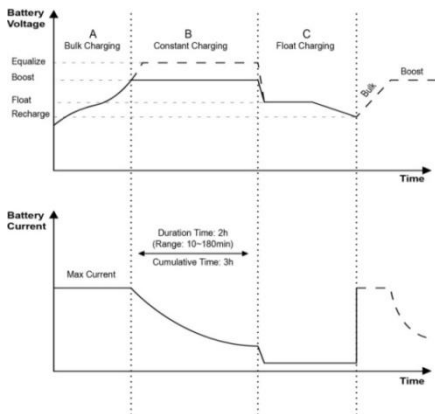 Battery
Voltage
A
Bulk Charging
B
Constant Charging
C
Float Charging
Equalize
Boost
Float
Recharge
Bulk
Boost
Time
Battery
Current
Duration Time: 2h
(Range: 10~180min)
Cumulative Time: 3h
Max Current
Time